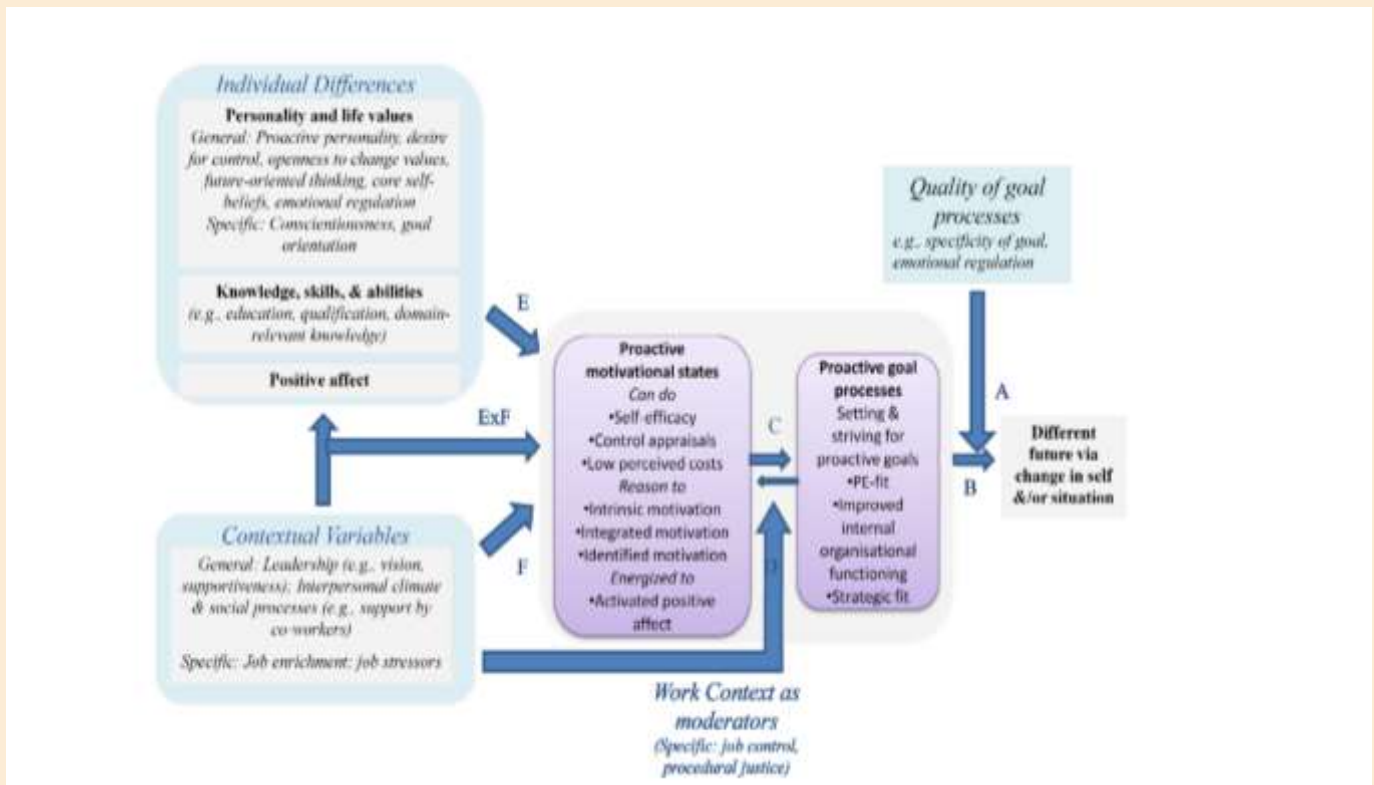 Individual Differences
Personality and life values
General: Proactive personality, desire
for control, openness to change values,
future-oriented thinking, core self-
beliefs, emotional regulation
Specific: Conscientiousness, goal
orientation
Knowledge, skills, & abilities
(e.g., education, qualification, domain-
relevant knowledge)
Positive affect
E
ExF
F
Contextual Variables
General: Leadership (e.g., vision,
supportiveness); Interpersonal climate
& social processes (e.g., support by
co-workers)
Specific: Job enrichment: job stressors
Proactive
motivational states
Can do
•Self-efficacy
•Control appraisals
•Low perceived costs
Reason to
•Intrinsic motivation
•Integrated motivation
•Identified motivation
Energized to
•Activated positive
affect
C
D
Proactive goal
processes
Setting &
striving for
proactive goals
•PE-fit
•Improved
internal
organisational
functioning
•Strategic fit
Quality of goal
processes
e.g., specificity of goal,
emotional regulation
A
B
Different
future via
change in self
&/or situation
Work Context as
moderators
(Specific: job control,
procedural justice)